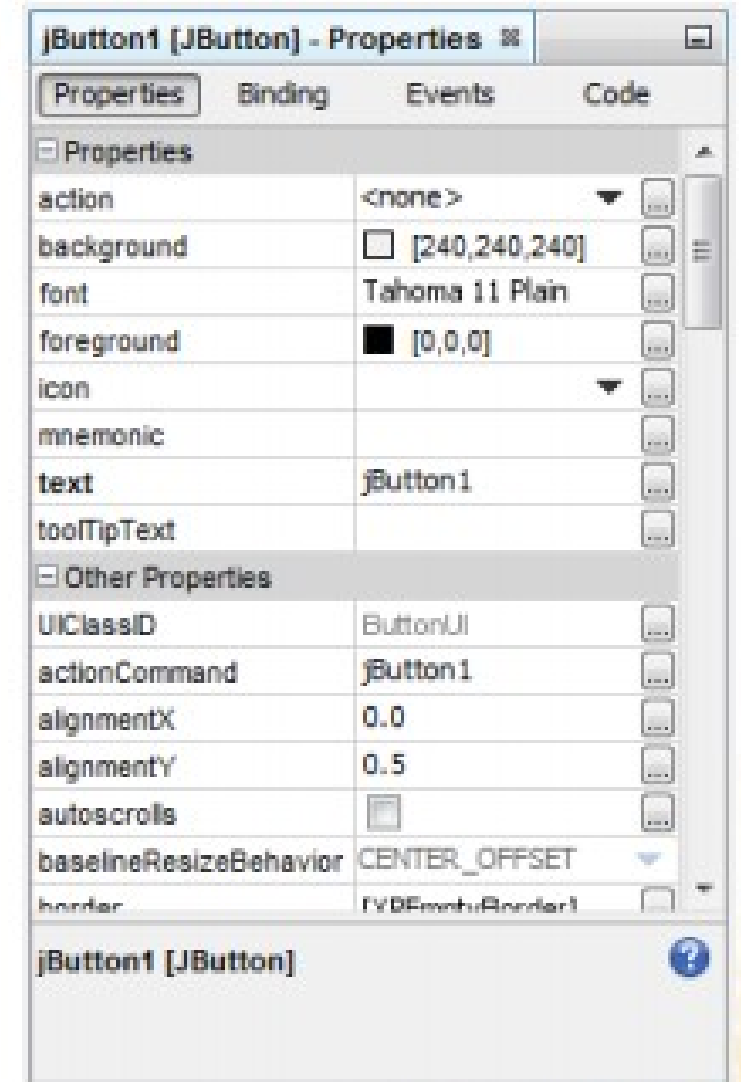 jButton1 [JButton] - Properties
Properties Binding Events Code
Properties
action <none> ...
background [240,240,240] ...
font Tahoma 11 Plain ...
foreground [0,0,0] ...
icon ...
mnemonic ...
text jButton1 ...
toolTipText ...
Other Properties
UIClassID ButtonUI ...
actionCommand jButton1 ...
alignmentX 0.0 ...
alignmentY 0.5 ...
autoscrolls ...
baselineResizeBehavior CENTER_OFFSET
border [XPEmptyBorder]
jButton1 [JButton] ?